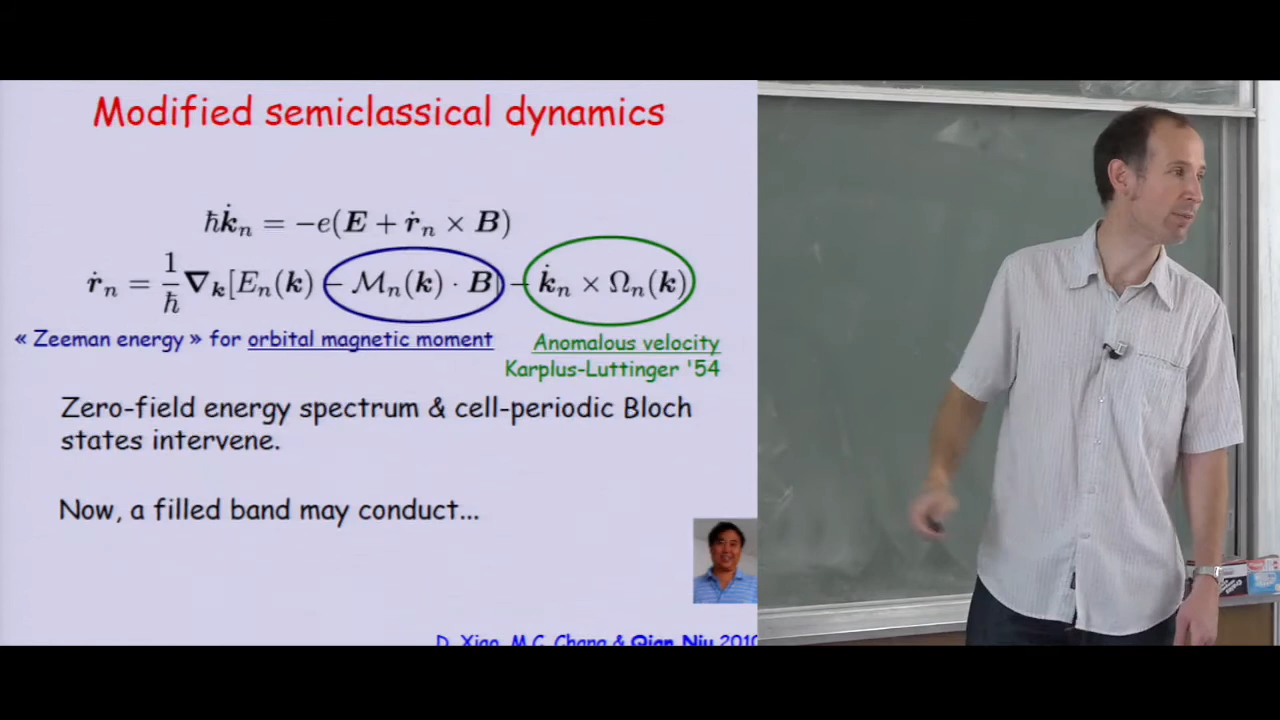 Modified semiclassical dynamics
ℏk̇ₙ = −e(E + ṙₙ × B)
ṙₙ = 1/ℏ ∇ₖ[Eₙ(k) − ℳₙ(k) · B] − k̇ₙ × Ωₙ(k)
« Zeeman energy » for orbital magnetic moment
Anomalous velocity
Karplus-Luttinger '54
Zero-field energy spectrum & cell-periodic Bloch
states intervene.
Now, a filled band may conduct...
D. Xiao, M.C. Chang & Qian Niu 2010